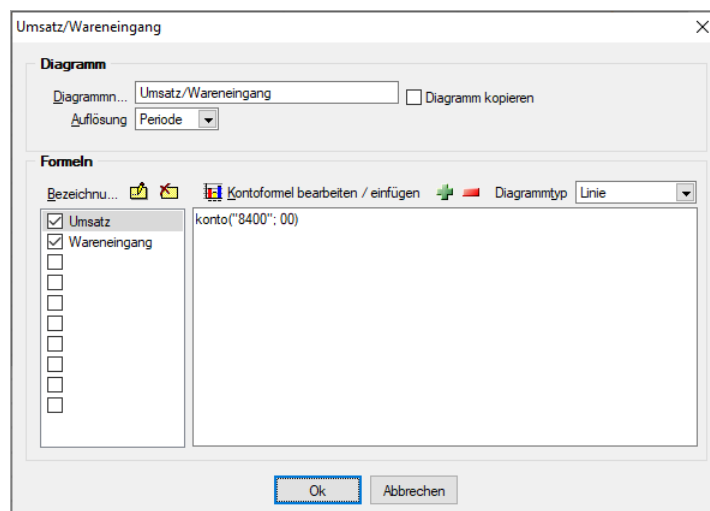 Umsatz/Wareneingang
Diagramm
Diagrammn... Umsatz/Wareneingang Diagramm kopieren
Auflösung Periode
Formeln
Bezeichnu... Kontoformel bearbeiten / einfügen Diagrammtyp Linie
Umsatz konto("8400"; 00)
Wareneingang
Ok Abbrechen